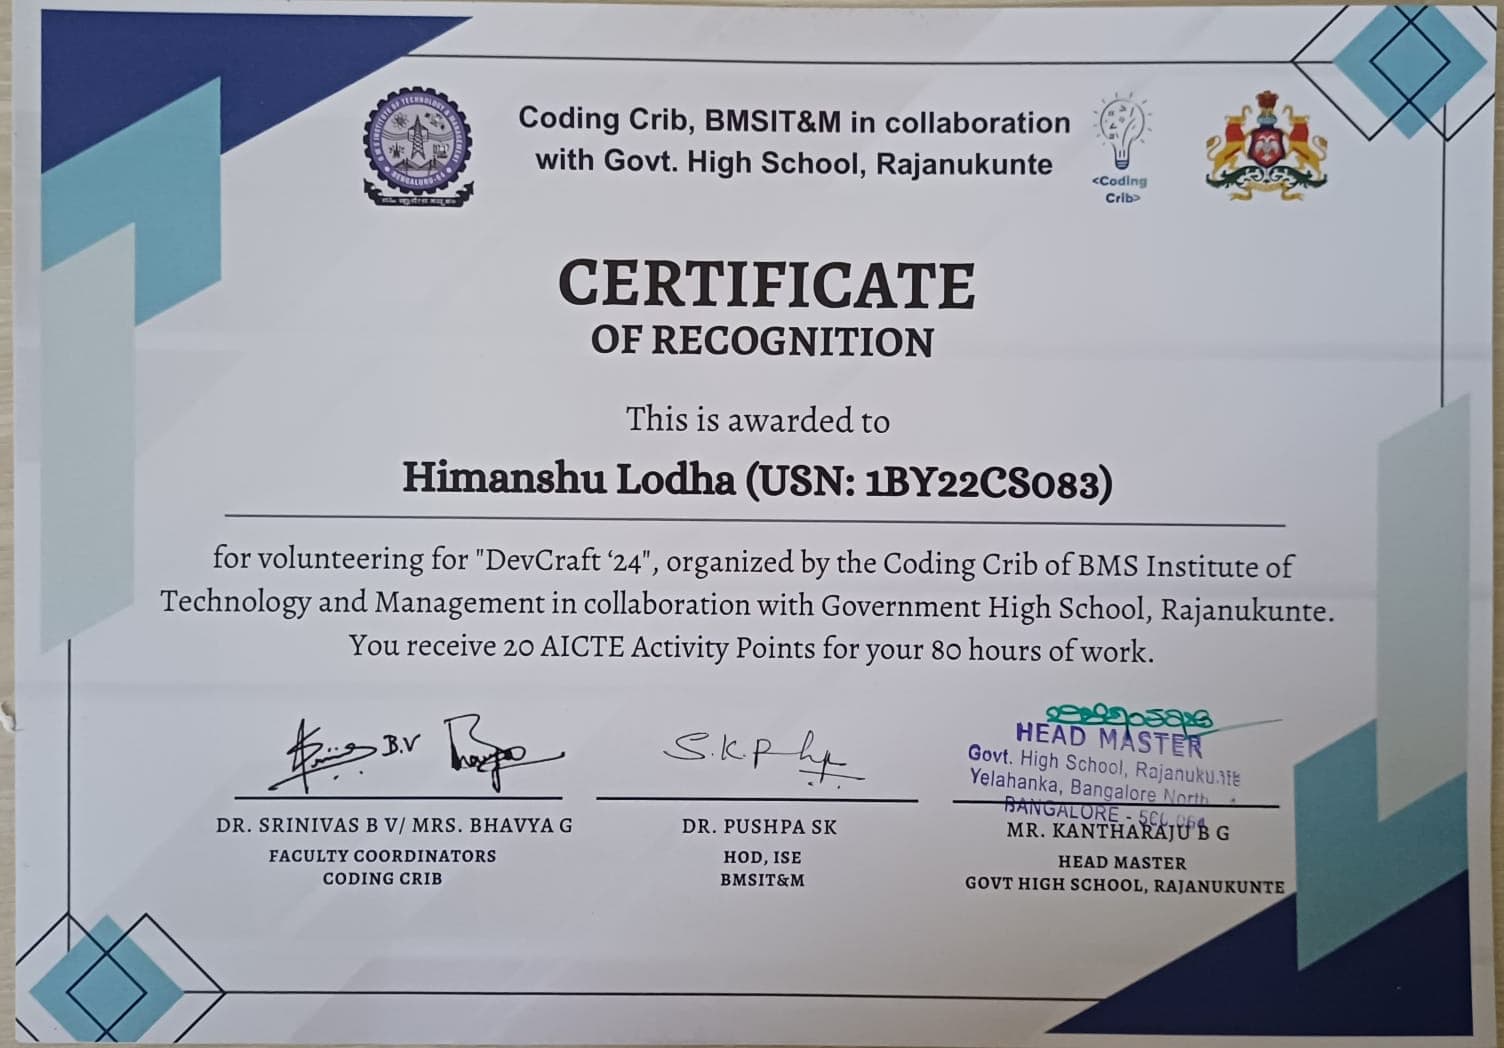 Coding Crib, BMSIT&M in collaboration
with Govt. High School, Rajanukunte
<Coding
Crib>
CERTIFICATE
OF RECOGNITION
This is awarded to
Himanshu Lodha (USN: 1BY22CS083)
for volunteering for "DevCraft ‘24", organized by the Coding Crib of BMS Institute of
Technology and Management in collaboration with Government High School, Rajanukunte.
You receive 20 AICTE Activity Points for your 80 hours of work.
B.V
S.K.P
HEAD MASTER
Govt. High School, Rajanukunte
Yelahanka, Bangalore North
BANGALORE - 560 064
DR. SRINIVAS B V/ MRS. BHAVYA G
FACULTY COORDINATORS
CODING CRIB
DR. PUSHPA SK
HOD, ISE
BMSIT&M
MR. KANTHARAJU B G
HEAD MASTER
GOVT HIGH SCHOOL, RAJANUKUNTE